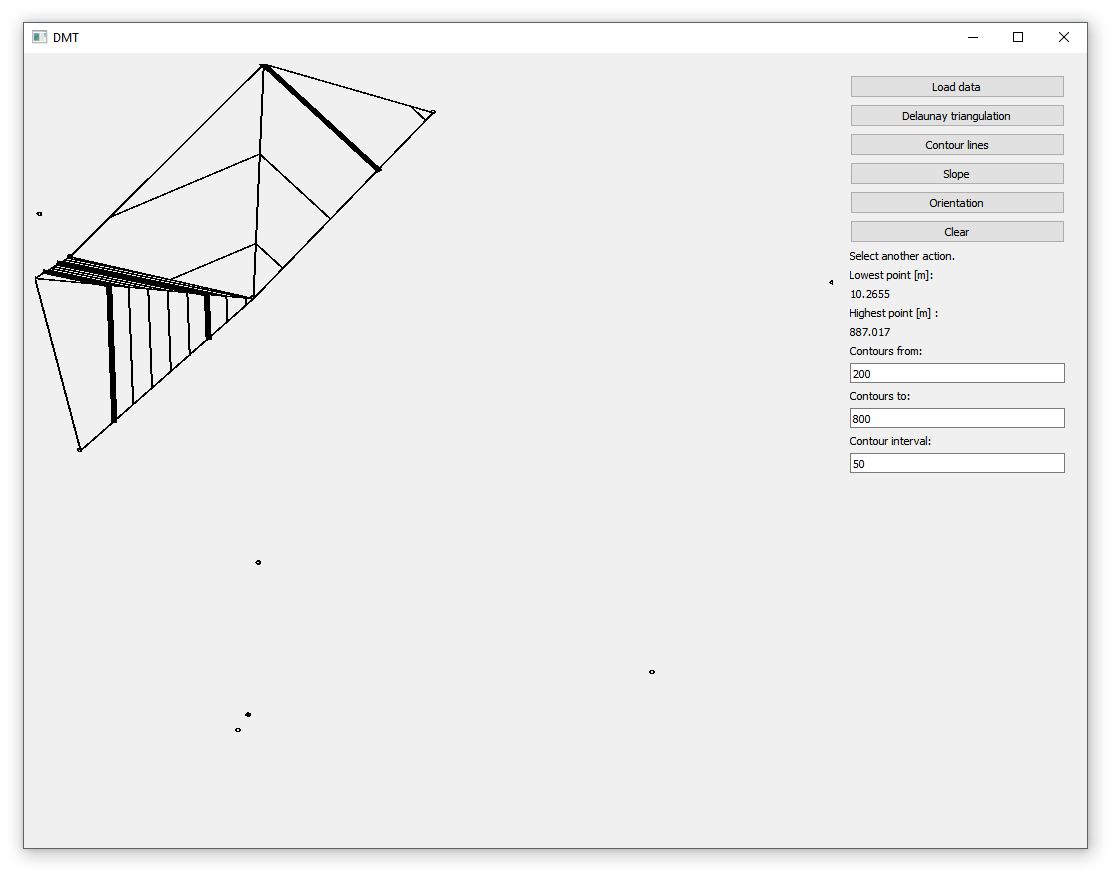 DMT
Load data
Delaunay triangulation
Contour lines
Slope
Orientation
Clear
Select another action.
Lowest point [m]:
10.2655
Highest point [m] :
887.017
Contours from:
200
Contours to:
800
Contour interval:
50